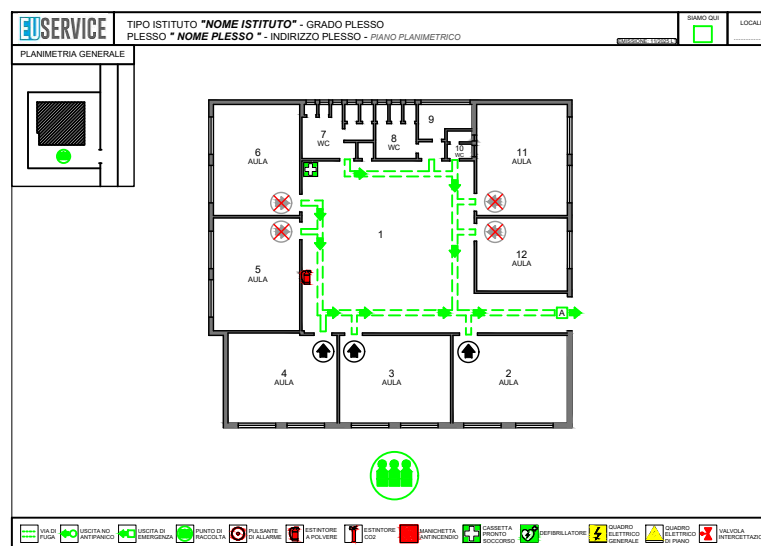 EUSERVICE
TIPO ISTITUTO "NOME ISTITUTO" - GRADO PLESSO
PLESSO " NOME PLESSO " - INDIRIZZO PLESSO - PIANO PLANIMETRICO
SIAMO QUI
PLANIMETRIA GENERALE
6
AULA
7
WC
8
WC
9
10
WC
11
AULA
5
AULA
1
12
AULA
A
4
AULA
3
AULA
2
AULA
VIA DI
FUGA
USCITA NO
ANTIPANICO
USCITA DI
EMERGENZA
PUNTO DI
RACCOLTA
PULSANTE
DI ALLARME
ESTINTORE
A POLVERE
ESTINTORE
CO2
MANICHETTA
ANTINCENDIO
CASSETTA
PRONTO
SOCCORSO
DEFIBRILLATORE
QUADRO
ELETTRICO
GENERALE
QUADRO
ELETTRICO
DI PIANO
VALVOLA